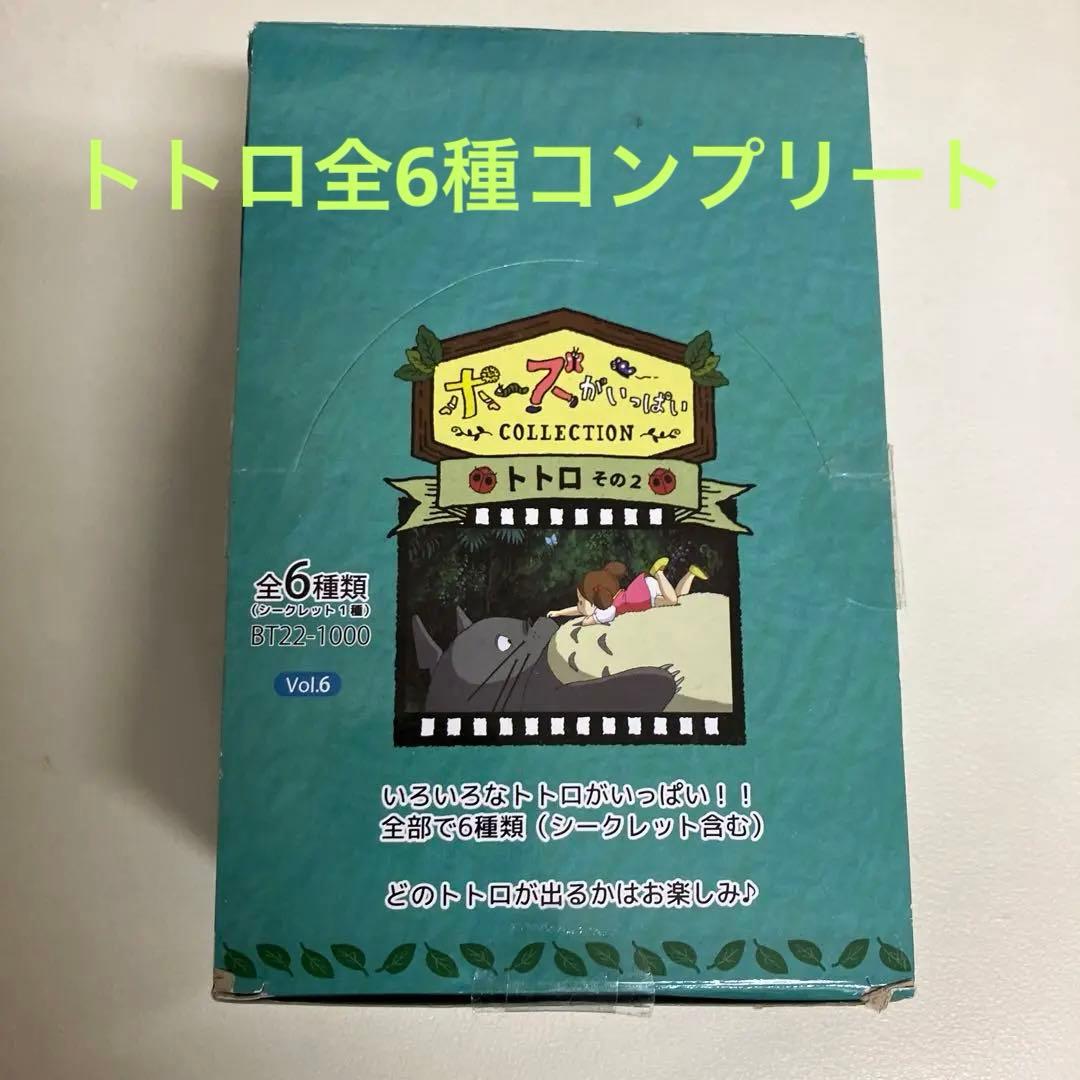 トトロ全6種コンプリート
ポーズがいっぱい
COLLECTION
トトロ その2
全6種類
(シークレット1種)
BT22-1000
Vol.6
いろいろなトトロがいっぱい！！
全部で6種類（シークレット含む）
どのトトロが出るかはお楽しみ♪